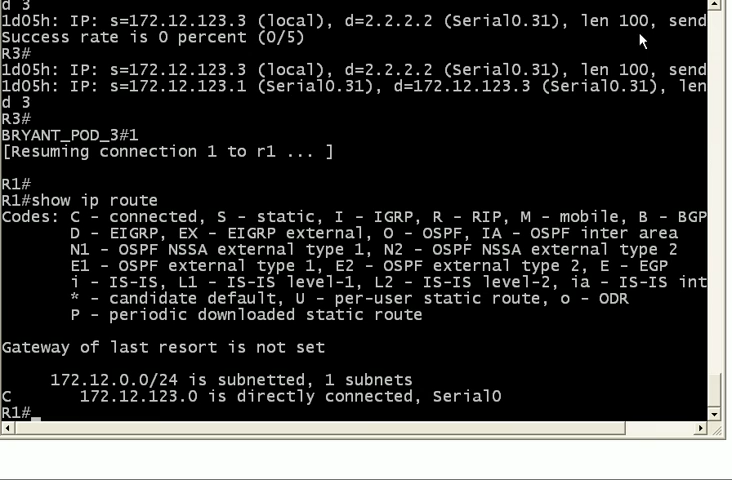 d 3
1d05h: IP: s=172.12.123.3 (local), d=2.2.2.2 (Serial0.31), len 100, send
Success rate is 0 percent (0/5)
R3#
1d05h: IP: s=172.12.123.3 (local), d=2.2.2.2 (Serial0.31), len 100, send
1d05h: IP: s=172.12.123.1 (Serial0.31), d=172.12.123.3 (Serial0.31), len
d 3
R3#
BRYANT_POD_3#1
[Resuming connection 1 to r1 ... ]
R1#
R1#show ip route
Codes: C - connected, S - static, I - IGRP, R - RIP, M - mobile, B - BGP
D - EIGRP, EX - EIGRP external, O - OSPF, IA - OSPF inter area
N1 - OSPF NSSA external type 1, N2 - OSPF NSSA external type 2
E1 - OSPF external type 1, E2 - OSPF external type 2, E - EGP
i - IS-IS, L1 - IS-IS level-1, L2 - IS-IS level-2, ia - IS-IS int
* - candidate default, U - per-user static route, o - ODR
P - periodic downloaded static route
Gateway of last resort is not set
172.12.0.0/24 is subnetted, 1 subnets
C 172.12.123.0 is directly connected, Serial0
R1#